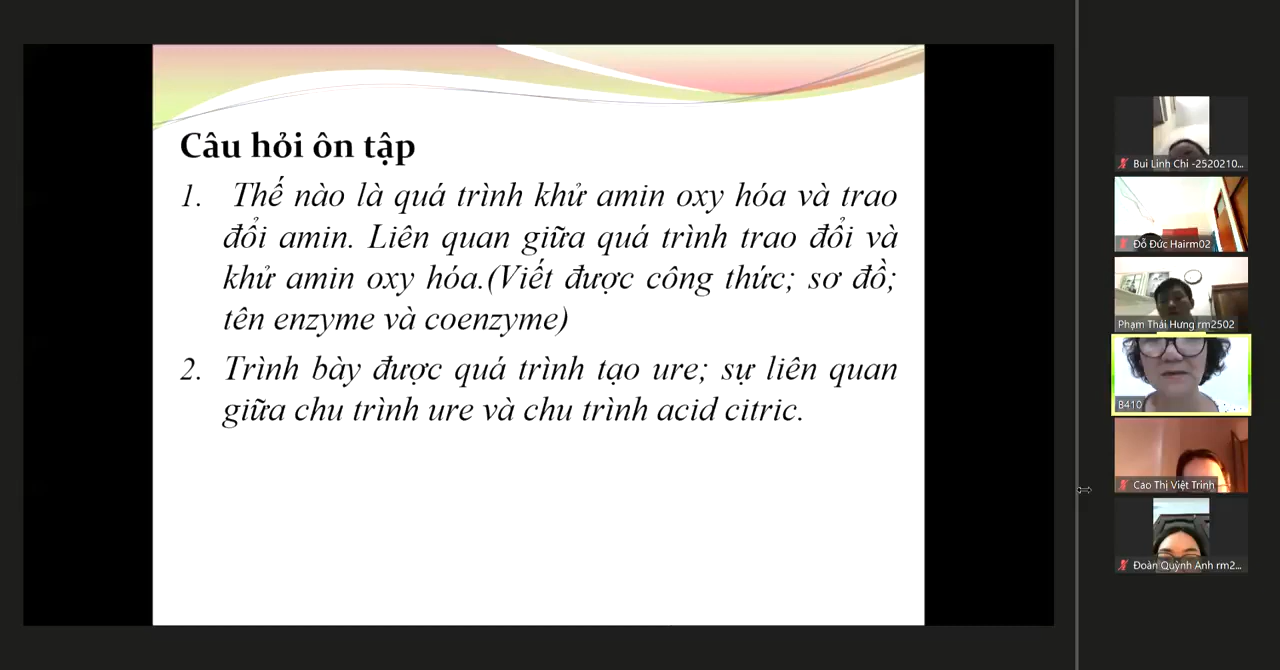 Câu hỏi ôn tập
1. Thế nào là quá trình khử amin oxy hóa và trao
đổi amin. Liên quan giữa quá trình trao đổi và
khử amin oxy hóa.(Viết được công thức; sơ đồ;
tên enzyme và coenzyme)
2. Trình bày được quá trình tạo ure; sự liên quan
giữa chu trình ure và chu trình acid citric.
Bui Linh Chi -2520210...
Đỗ Đức Hairm02
Phạm Thái Hưng rm2502
B410
Cao Thị Việt Trinh
Đoàn Quỳnh Anh rm2...